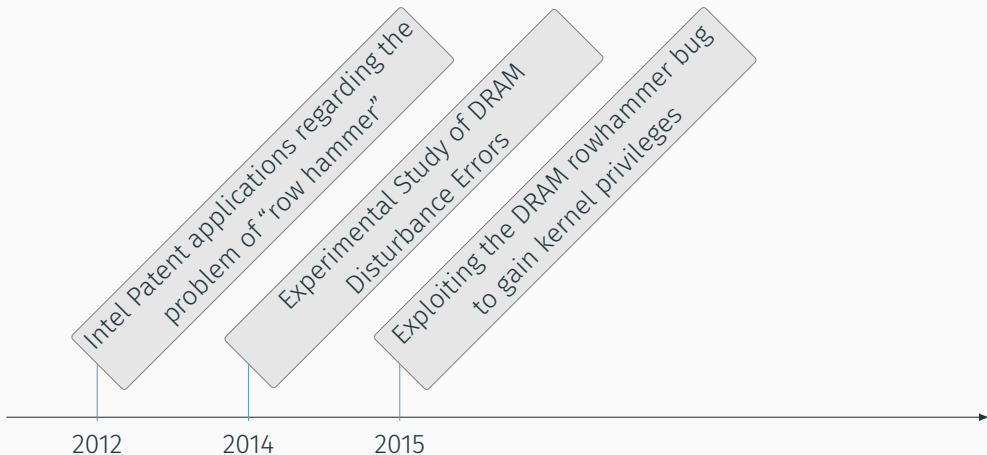 Intel Patent applications regarding the
problem of “row hammer”
Experimental Study of DRAM
Disturbance Errors
Exploiting the DRAM rowhammer bug
to gain kernel privileges
2012
2014
2015